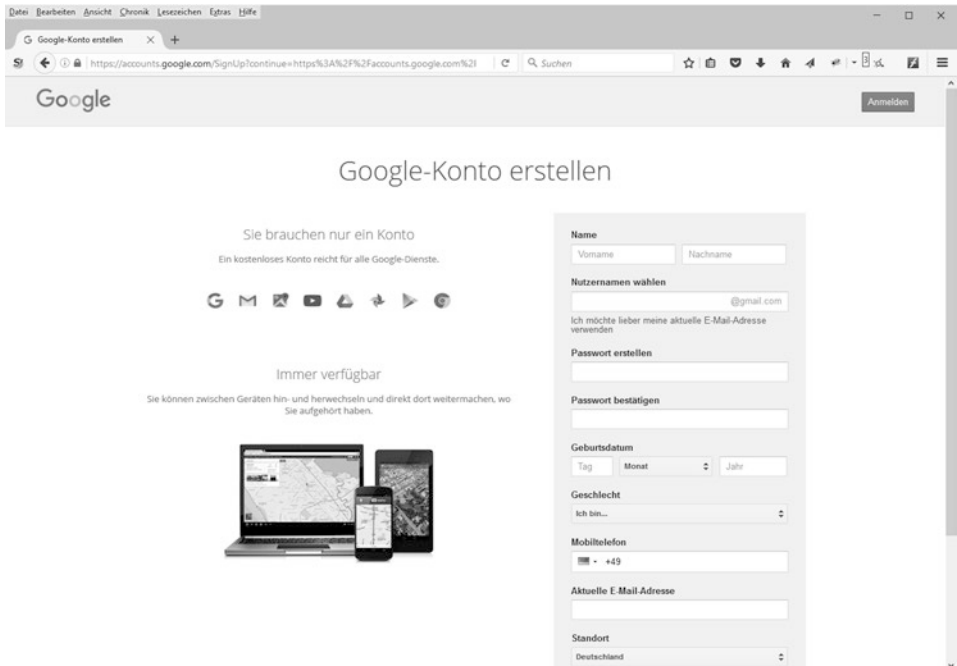 Datei Bearbeiten Ansicht Chronik Lesezeichen Extras Hilfe
Google-Konto erstellen
https://accounts.google.com/SignUp?continue=https%3A%2F%2Faccounts.google.com%2I
Suchen
3
Google
Anmelden
Google-Konto erstellen
Sie brauchen nur ein Konto
Ein kostenloses Konto reicht für alle Google-Dienste.
Immer verfügbar
Sie können zwischen Geräten hin- und herwechseln und direkt dort weitermachen, wo
Sie aufgehört haben.
Name
Vorname Nachname
Nutzernamen wählen
@gmail.com
Ich möchte lieber meine aktuelle E-Mail-Adresse
verwenden
Passwort erstellen
Passwort bestätigen
Geburtsdatum
Tag Monat Jahr
Geschlecht
Ich bin...
Mobiltelefon
+49
Aktuelle E-Mail-Adresse
Standort
Deutschland